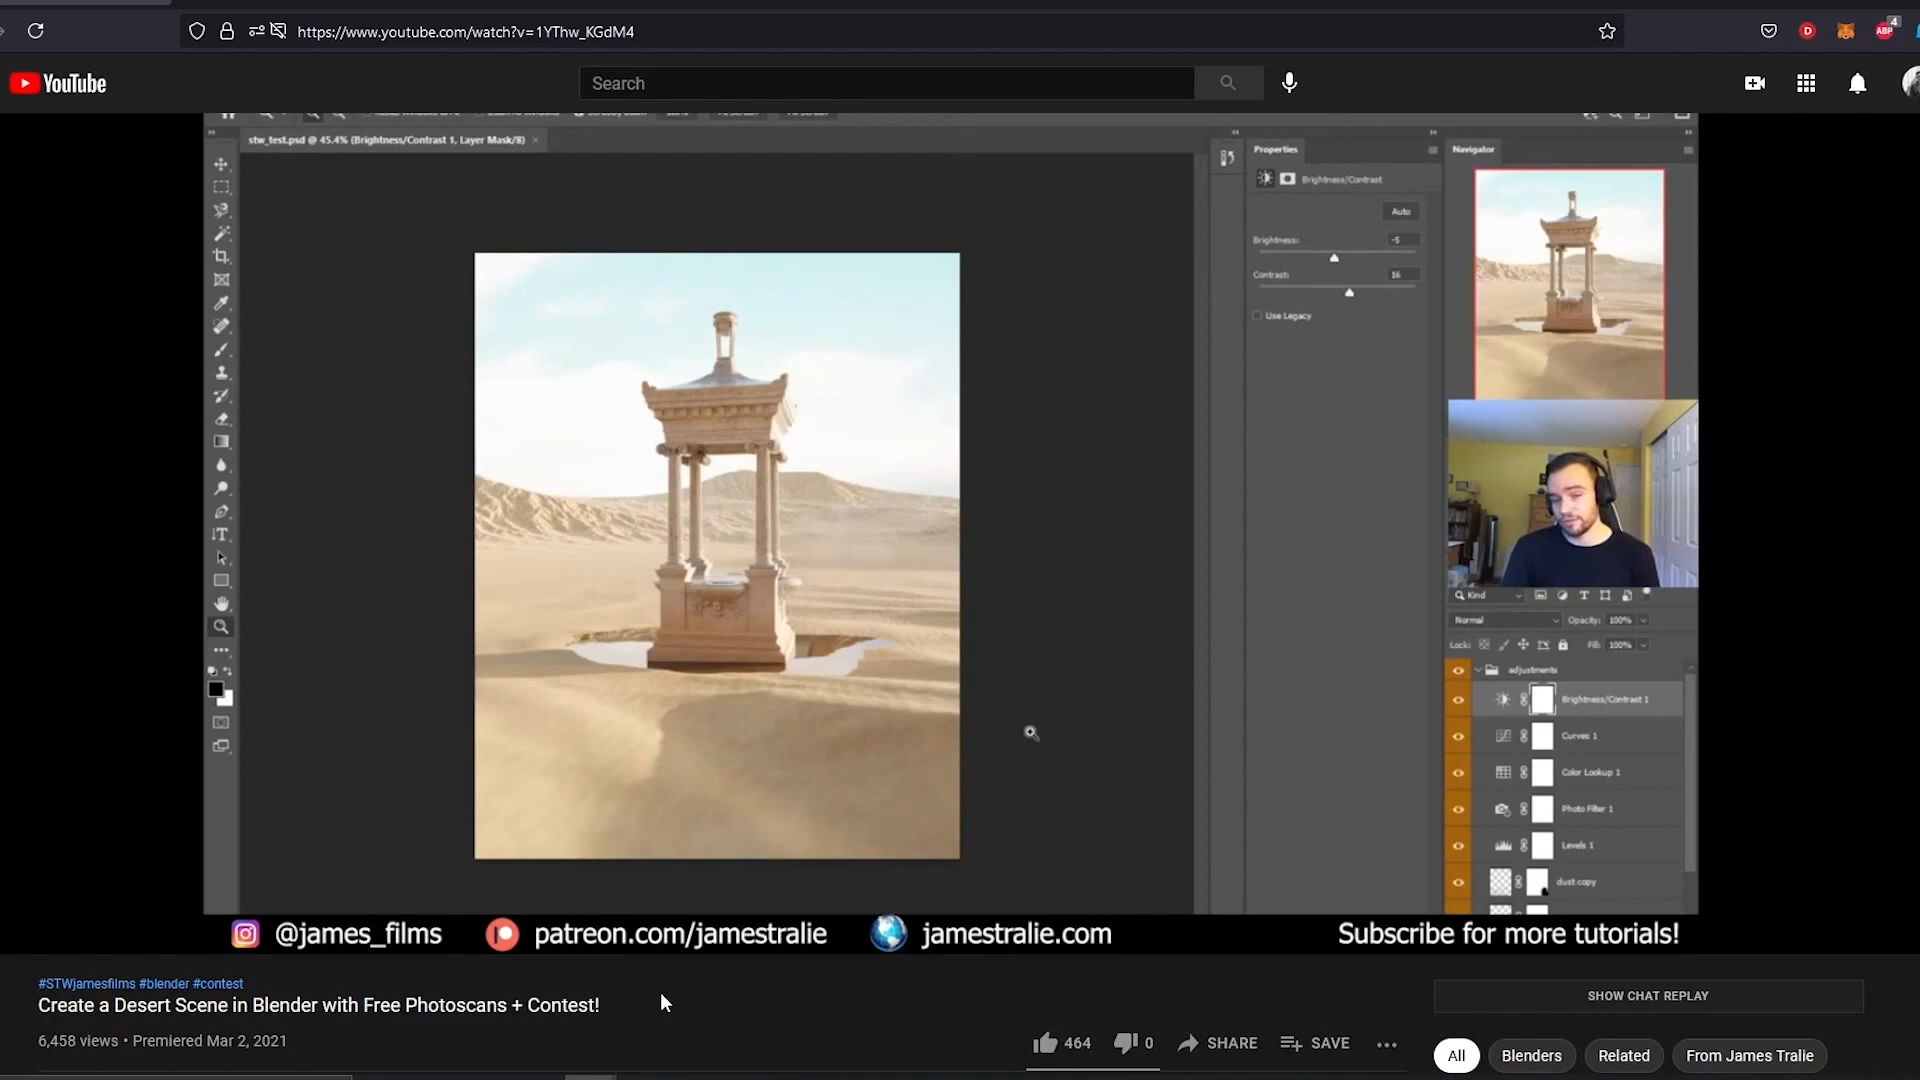 https://www.youtube.com/watch?v=1YThw_KGdM4
4
D
ABP
YouTube
Search
stw_test.psd @ 45.4% (Brightness/Contrast 1, Layer Mask/8) ×
Properties
Navigator
Brightness/Contrast
Auto
Brightness: -5
Contrast: 16
Use Legacy
Kind
Normal Opacity: 100%
Lock: Fill: 100%
adjustments
Brightness/Contrast 1
Curves 1
Color Lookup 1
Photo Filter 1
Levels 1
dust copy
@james_films patreon.com/jamestralie jamestralie.com Subscribe for more tutorials!
#STWjamesfilms #blender #contest
Create a Desert Scene in Blender with Free Photoscans + Contest!
6,458 views • Premiered Mar 2, 2021
464 0 SHARE SAVE
SHOW CHAT REPLAY
All Blenders Related From James Tralie